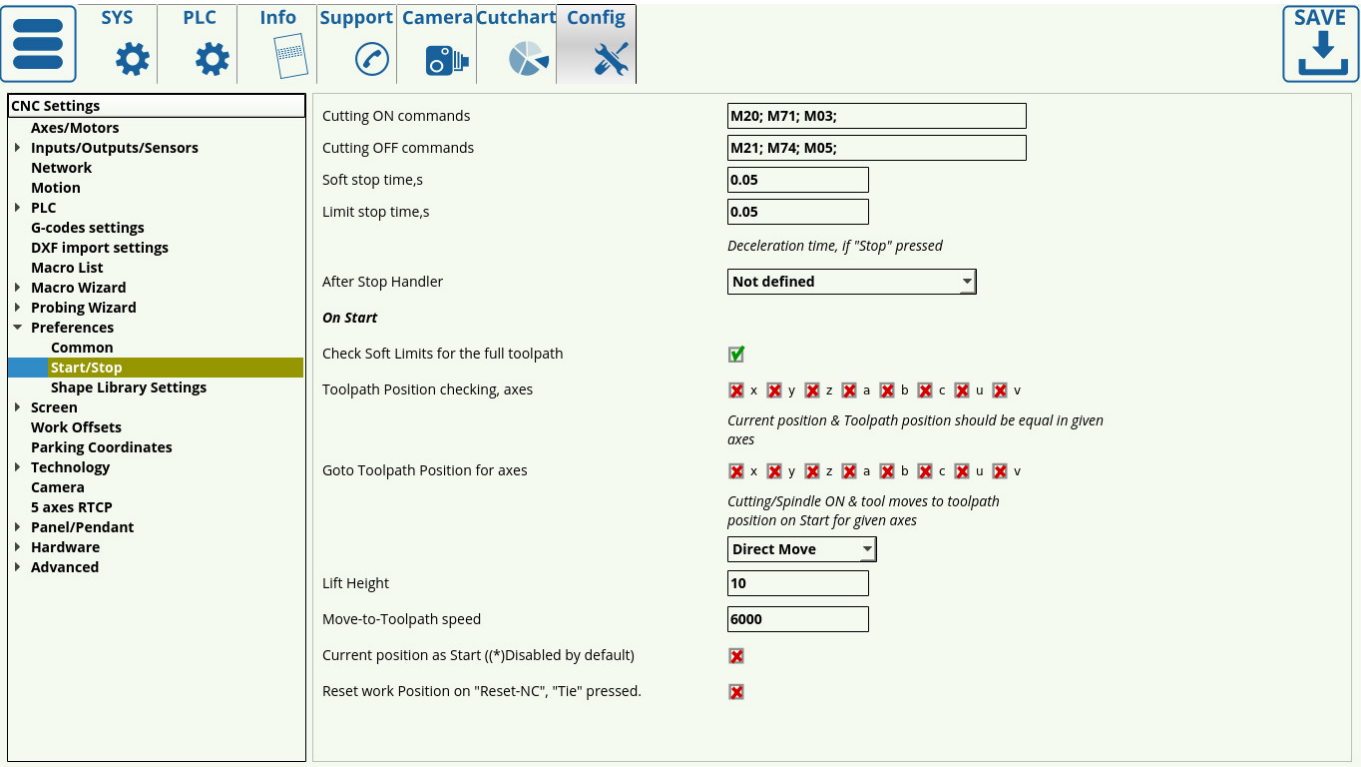 SYS PLC Info Support Camera Cutchart Config SAVE
CNC Settings
Axes/Motors
Inputs/Outputs/Sensors
Network
Motion
PLC
G-codes settings
DXF import settings
Macro List
Macro Wizard
Probing Wizard
Preferences
Common
Start/Stop
Shape Library Settings
Screen
Work Offsets
Parking Coordinates
Technology
Camera
5 axes RTCP
Panel/Pendant
Hardware
Advanced
Cutting ON commands M20; M71; M03;
Cutting OFF commands M21; M74; M05;
Soft stop time,s 0.05
Limit stop time,s 0.05
Deceleration time, if "Stop" pressed
After Stop Handler Not defined
On Start
Check Soft Limits for the full toolpath
Toolpath Position checking, axes x y z a b c u v
Current position & Toolpath position should be equal in given
axes
Goto Toolpath Position for axes x y z a b c u v
Cutting/Spindle ON & tool moves to toolpath
position on Start for given axes
Direct Move
Lift Height 10
Move-to-Toolpath speed 6000
Current position as Start ((*)Disabled by default)
Reset work Position on "Reset-NC", "Tie" pressed.